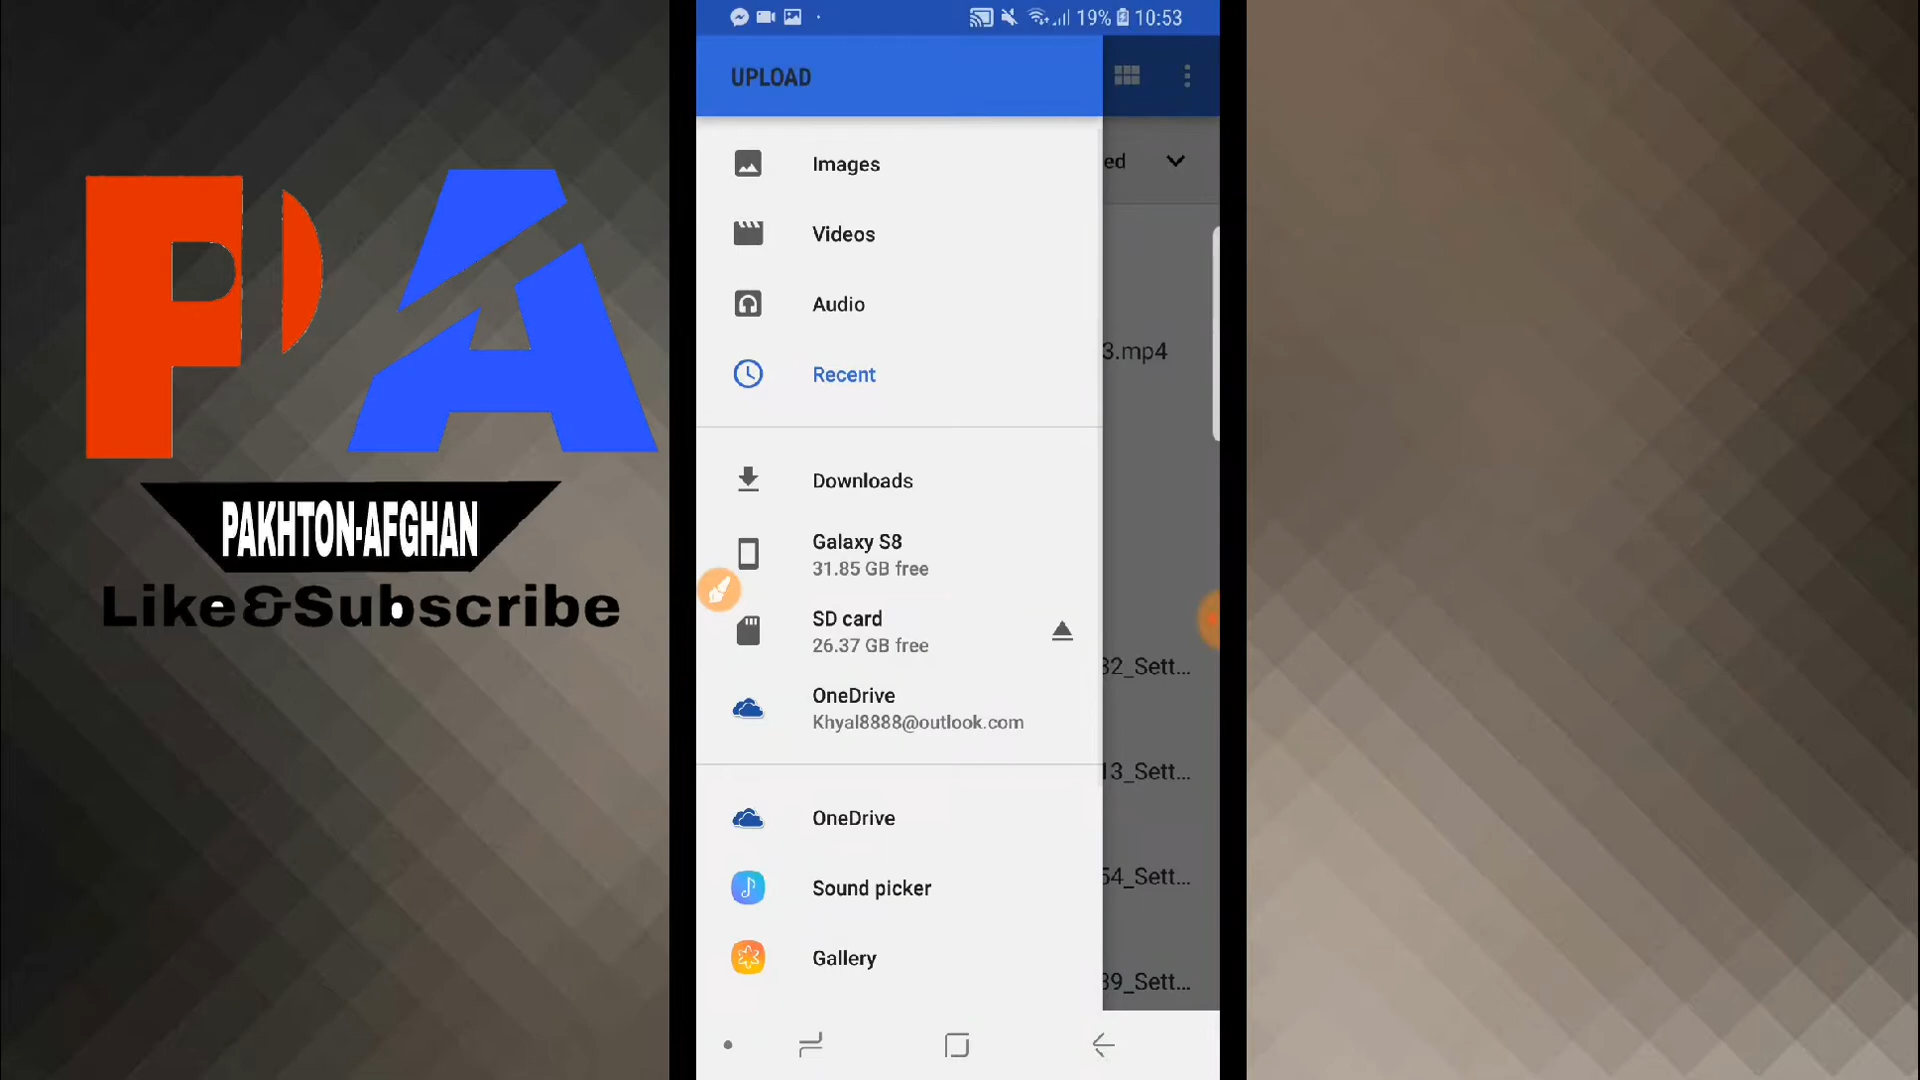 PA
PAKHTON-AFGHAN
Like&Subscribe
19% 10:53
UPLOAD
Images
Videos
Audio
Recent
Downloads
Galaxy S8
31.85 GB free
SD card
26.37 GB free
OneDrive
Khyal8888@outlook.com
OneDrive
Sound picker
Gallery
ed
3.mp4
32_Sett...
13_Sett...
54_Sett...
39_Sett...